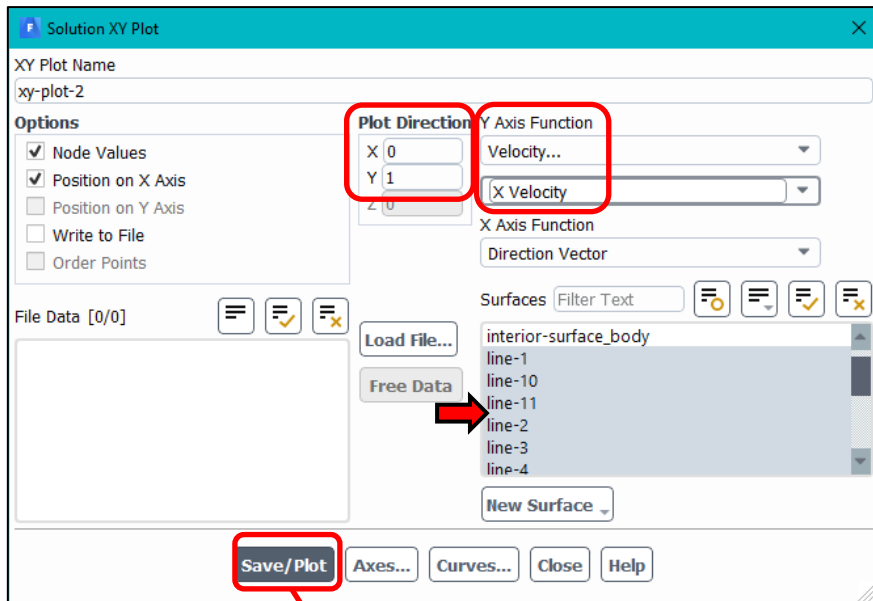 F Solution XY Plot
XY Plot Name
xy-plot-2
Options
Node Values
Position on X Axis
Position on Y Axis
Write to File
Order Points
Plot Direction
X 0
Y 1
Z 0
Y Axis Function
Velocity...
X Velocity
X Axis Function
Direction Vector
File Data [0/0]
Load File...
Free Data
Surfaces Filter Text
interior-surface_body
line-1
line-10
line-11
line-2
line-3
line-4
New Surface
Save/Plot Axes... Curves... Close Help